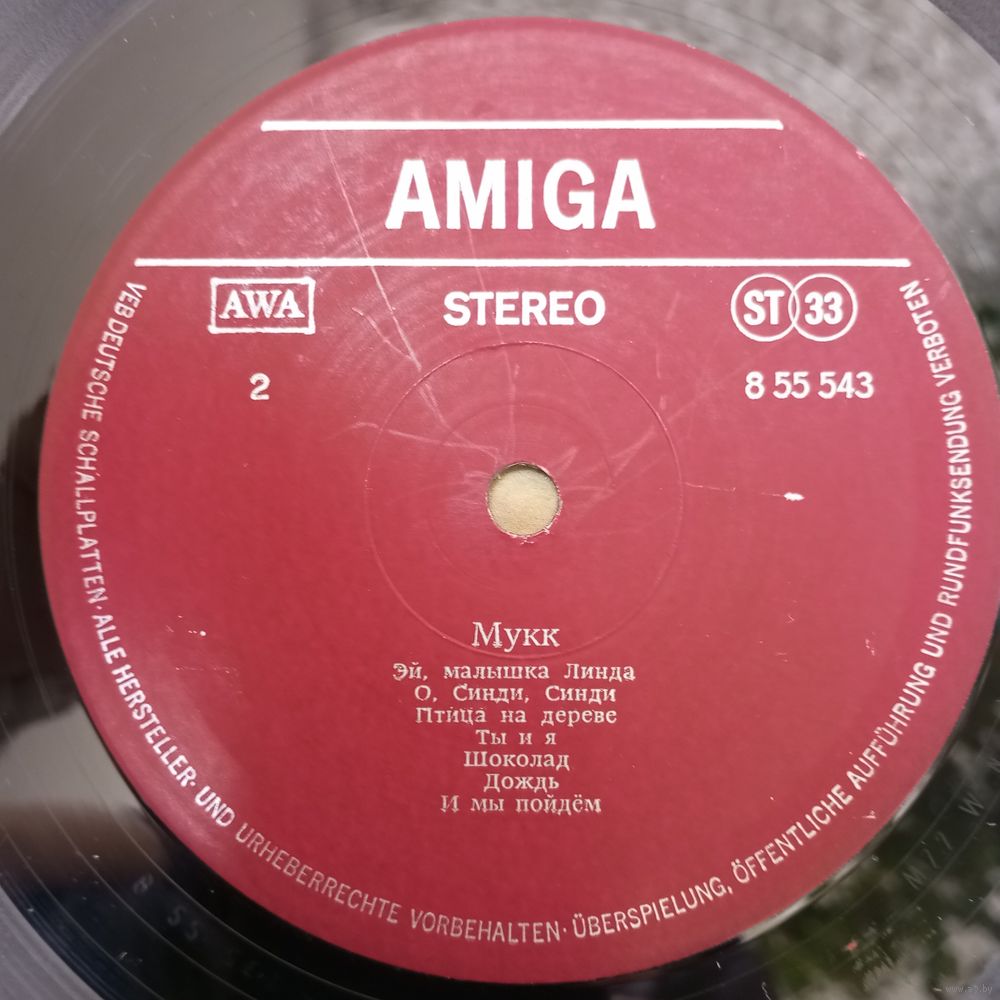 AMIGA
AWA
STEREO
ST 33
2
8 55 543
Мукк
Эй, малышка Линда
О, Синди, Синди
Птица на дереве
Ты и я
Шоколад
Дождь
И мы пойдём
VEB DEUTSCHE SCHALLPLATTEN · ALLE HERSTELLER- UND URHEBERRECHTE VORBEHALTEN · ÜBERSPIELUNG, ÖFFENTLICHE AUFFÜHRUNG UND RUNDFUNKSENDUNG VERBOTEN